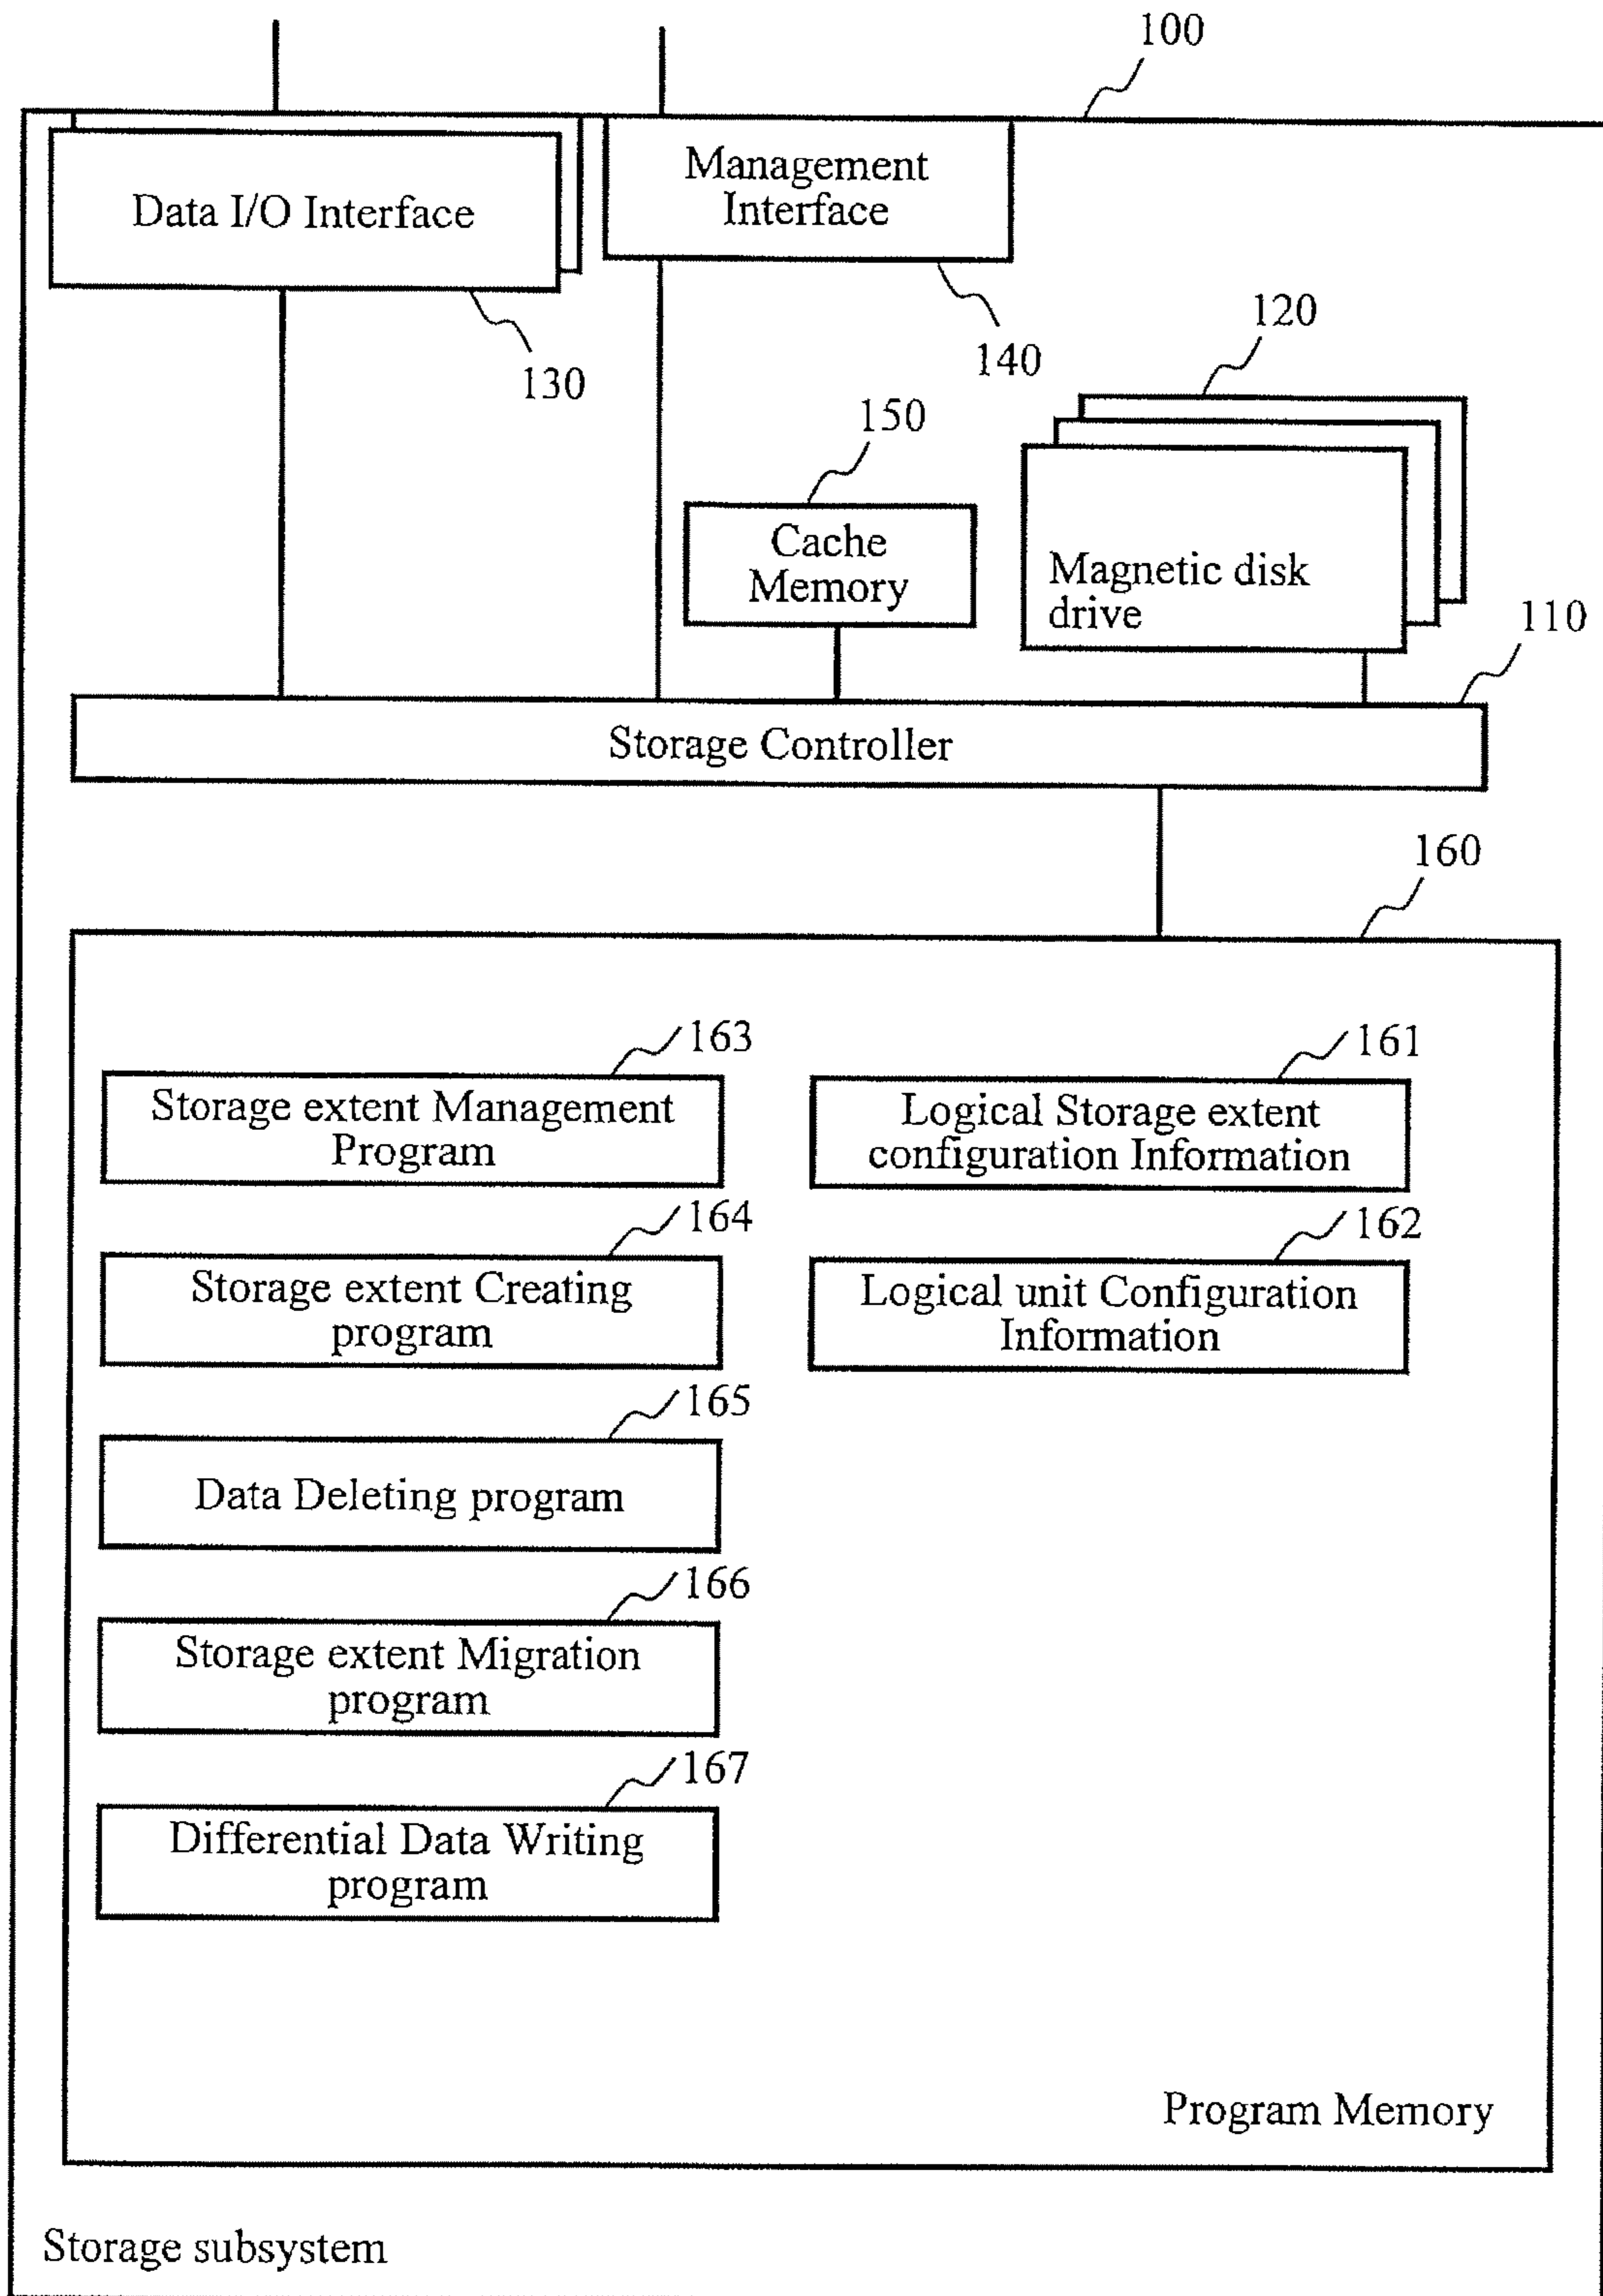 100
Data I/O Interface
Management
Interface
130
140
120
150
Cache
Memory
Magnetic disk
drive
110
Storage Controller
160
163
Storage extent Management
Program
161
Logical Storage extent
configuration Information
164
Storage extent Creating
program
162
Logical unit Configuration
Information
165
Data Deleting program
166
Storage extent Migration
program
167
Differential Data Writing
program
Program Memory
Storage subsystem